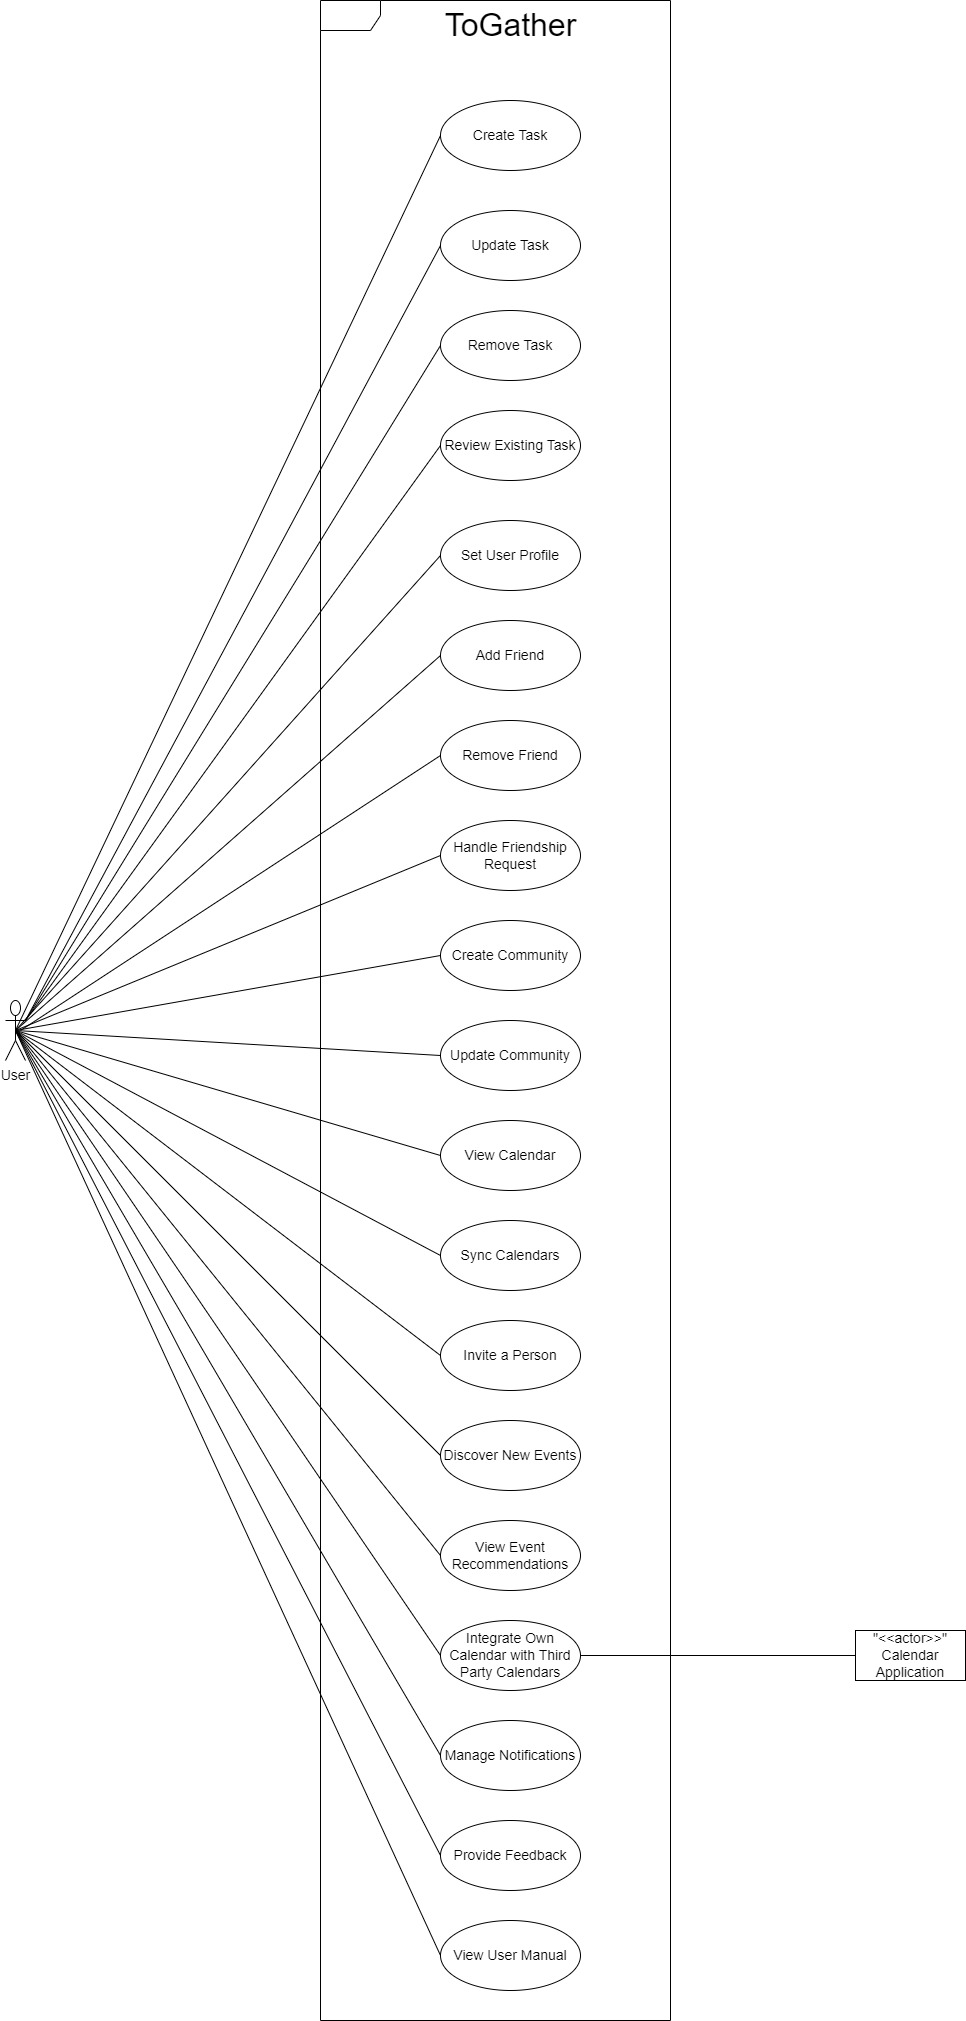 ToGather
Create Task
Update Task
Remove Task
Review Existing Task
Set User Profile
Add Friend
Remove Friend
Handle Friendship
Request
Create Community
User
Update Community
View Calendar
Sync Calendars
Invite a Person
Discover New Events
View Event
Recommendations
Integrate Own
Calendar with Third
Party Calendars
"<<actor>>"
Calendar
Application
Manage Notifications
Provide Feedback
View User Manual